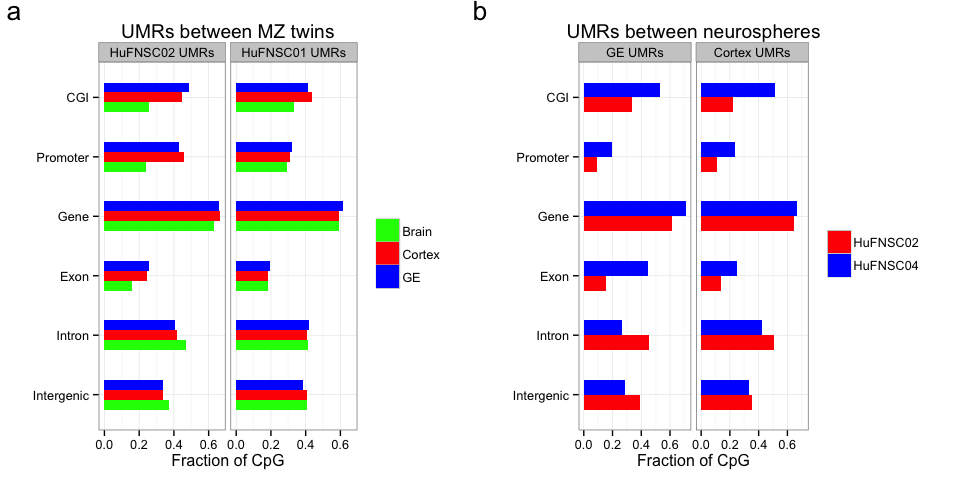 a
UMRs between MZ twins
HuFNSC02 UMRs
HuFNSC01 UMRs
CGI
Promoter
Gene
Exon
Intron
Intergenic
0.0 0.2 0.4 0.6
0.0 0.2 0.4 0.6
Fraction of CpG
Brain
Cortex
GE
b
UMRs between neurospheres
GE UMRs
Cortex UMRs
CGI
Promoter
Gene
Exon
Intron
Intergenic
0.0 0.2 0.4 0.6
0.0 0.2 0.4 0.6
Fraction of CpG
HuFNSC02
HuFNSC04